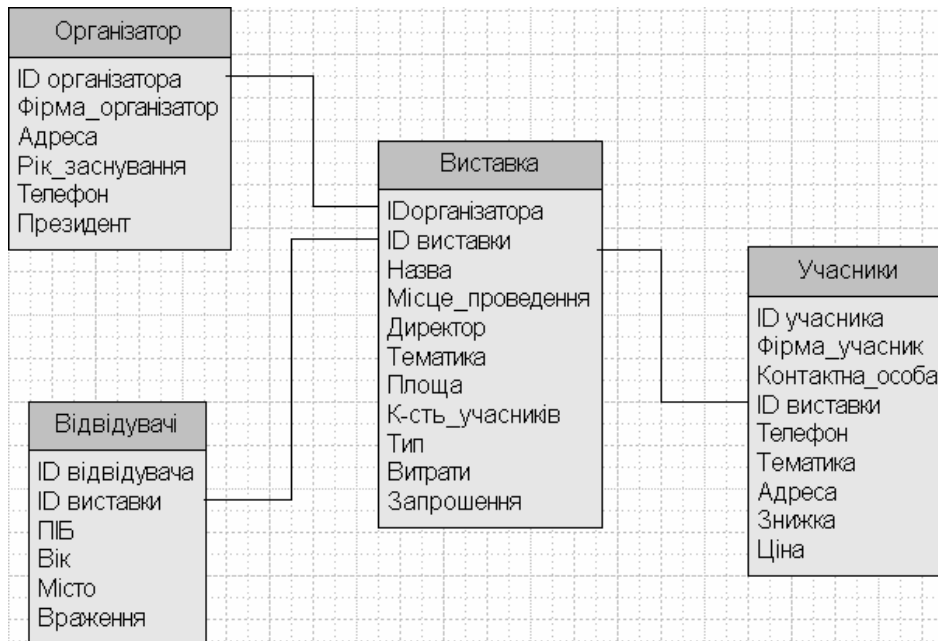 Організатор
ID організатора
Фірма_організатор
Адреса
Рік_заснування
Телефон
Президент
Виставка
IDорганізатора
ID виставки
Назва
Місце_проведення
Директор
Тематика
Площа
К-сть_учасників
Тип
Витрати
Запрошення
Учасники
ID учасника
Фірма_учасник
Контактна_особа
ID виставки
Телефон
Тематика
Адреса
Знижка
Ціна
Відвідувачі
ID відвідувача
ID виставки
ПІБ
Вік
Місто
Враження